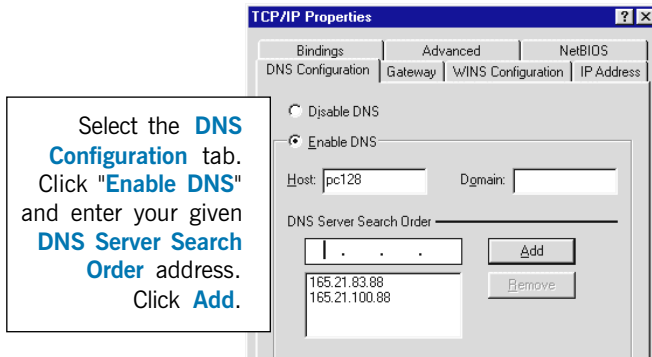 Select the DNS
Configuration tab.
Click "Enable DNS"
and enter your given
DNS Server Search
Order address.
Click Add.
TCP/IP Properties
Bindings Advanced NetBIOS
DNS Configuration Gateway WINS Configuration IP Address
Disable DNS
Enable DNS
Host: pc128 Domain:
DNS Server Search Order
. . . Add
165.21.83.88 Remove
165.21.100.88